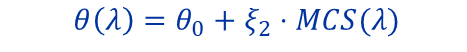 θ(λ) = θ₀ + ξ₂ · MCS(λ)